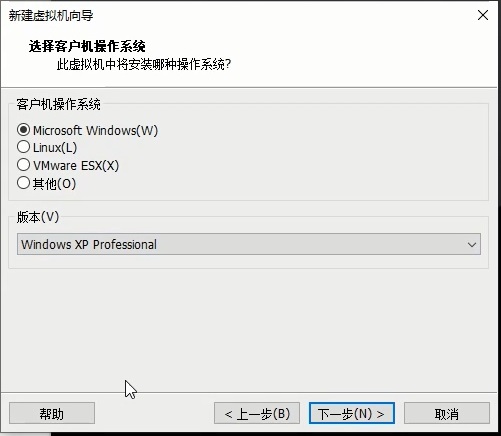 新建虚拟机向导
选择客户机操作系统
此虚拟机中将安装哪种操作系统?
客户机操作系统
Microsoft Windows(W)
Linux(L)
VMware ESX(X)
其他(O)
版本(V)
Windows XP Professional
帮助
< 上一步(B)
下一步(N) >
取消